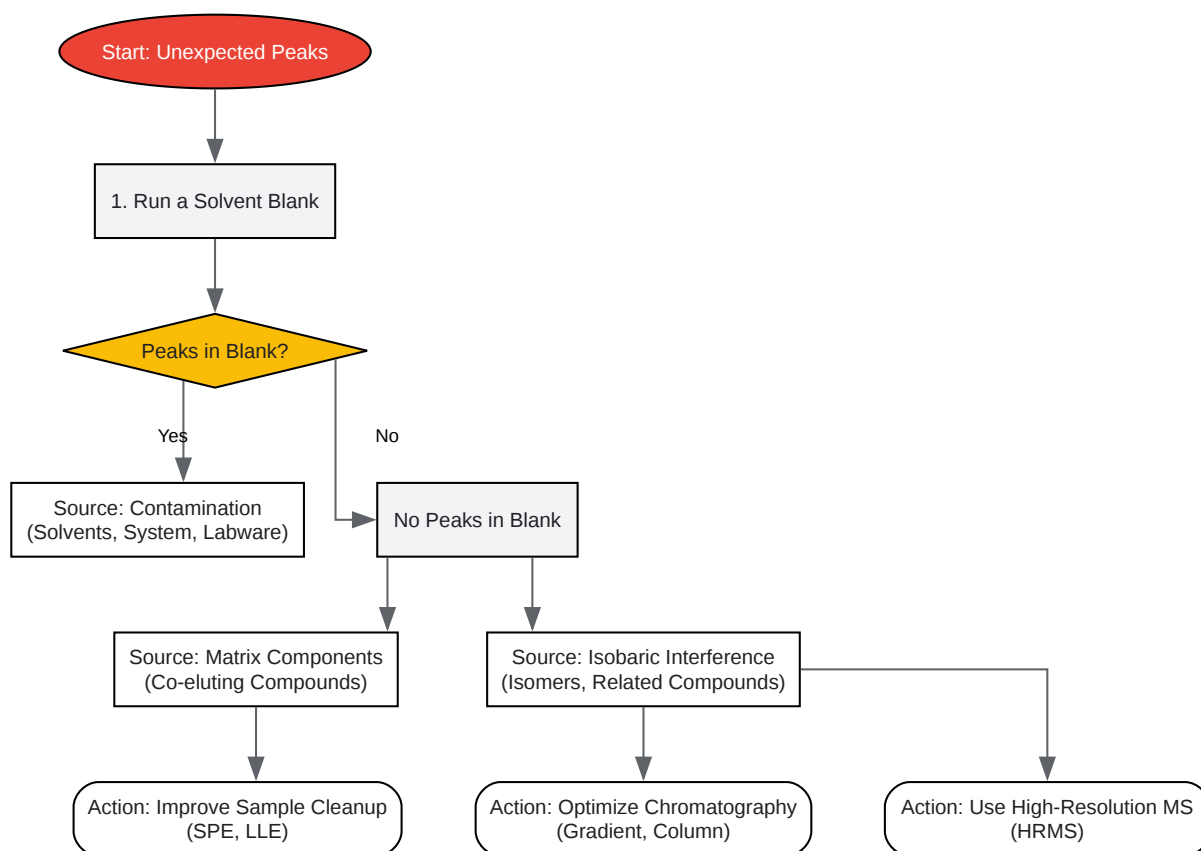 Start: Unexpected Peaks
1. Run a Solvent Blank
Peaks in Blank?
Yes
No
Source: Contamination
(Solvents, System, Labware)
No Peaks in Blank
Source: Matrix Components
(Co-eluting Compounds)
Source: Isobaric Interference
(Isomers, Related Compounds)
Action: Improve Sample Cleanup
(SPE, LLE)
Action: Optimize Chromatography
(Gradient, Column)
Action: Use High-Resolution MS
(HRMS)